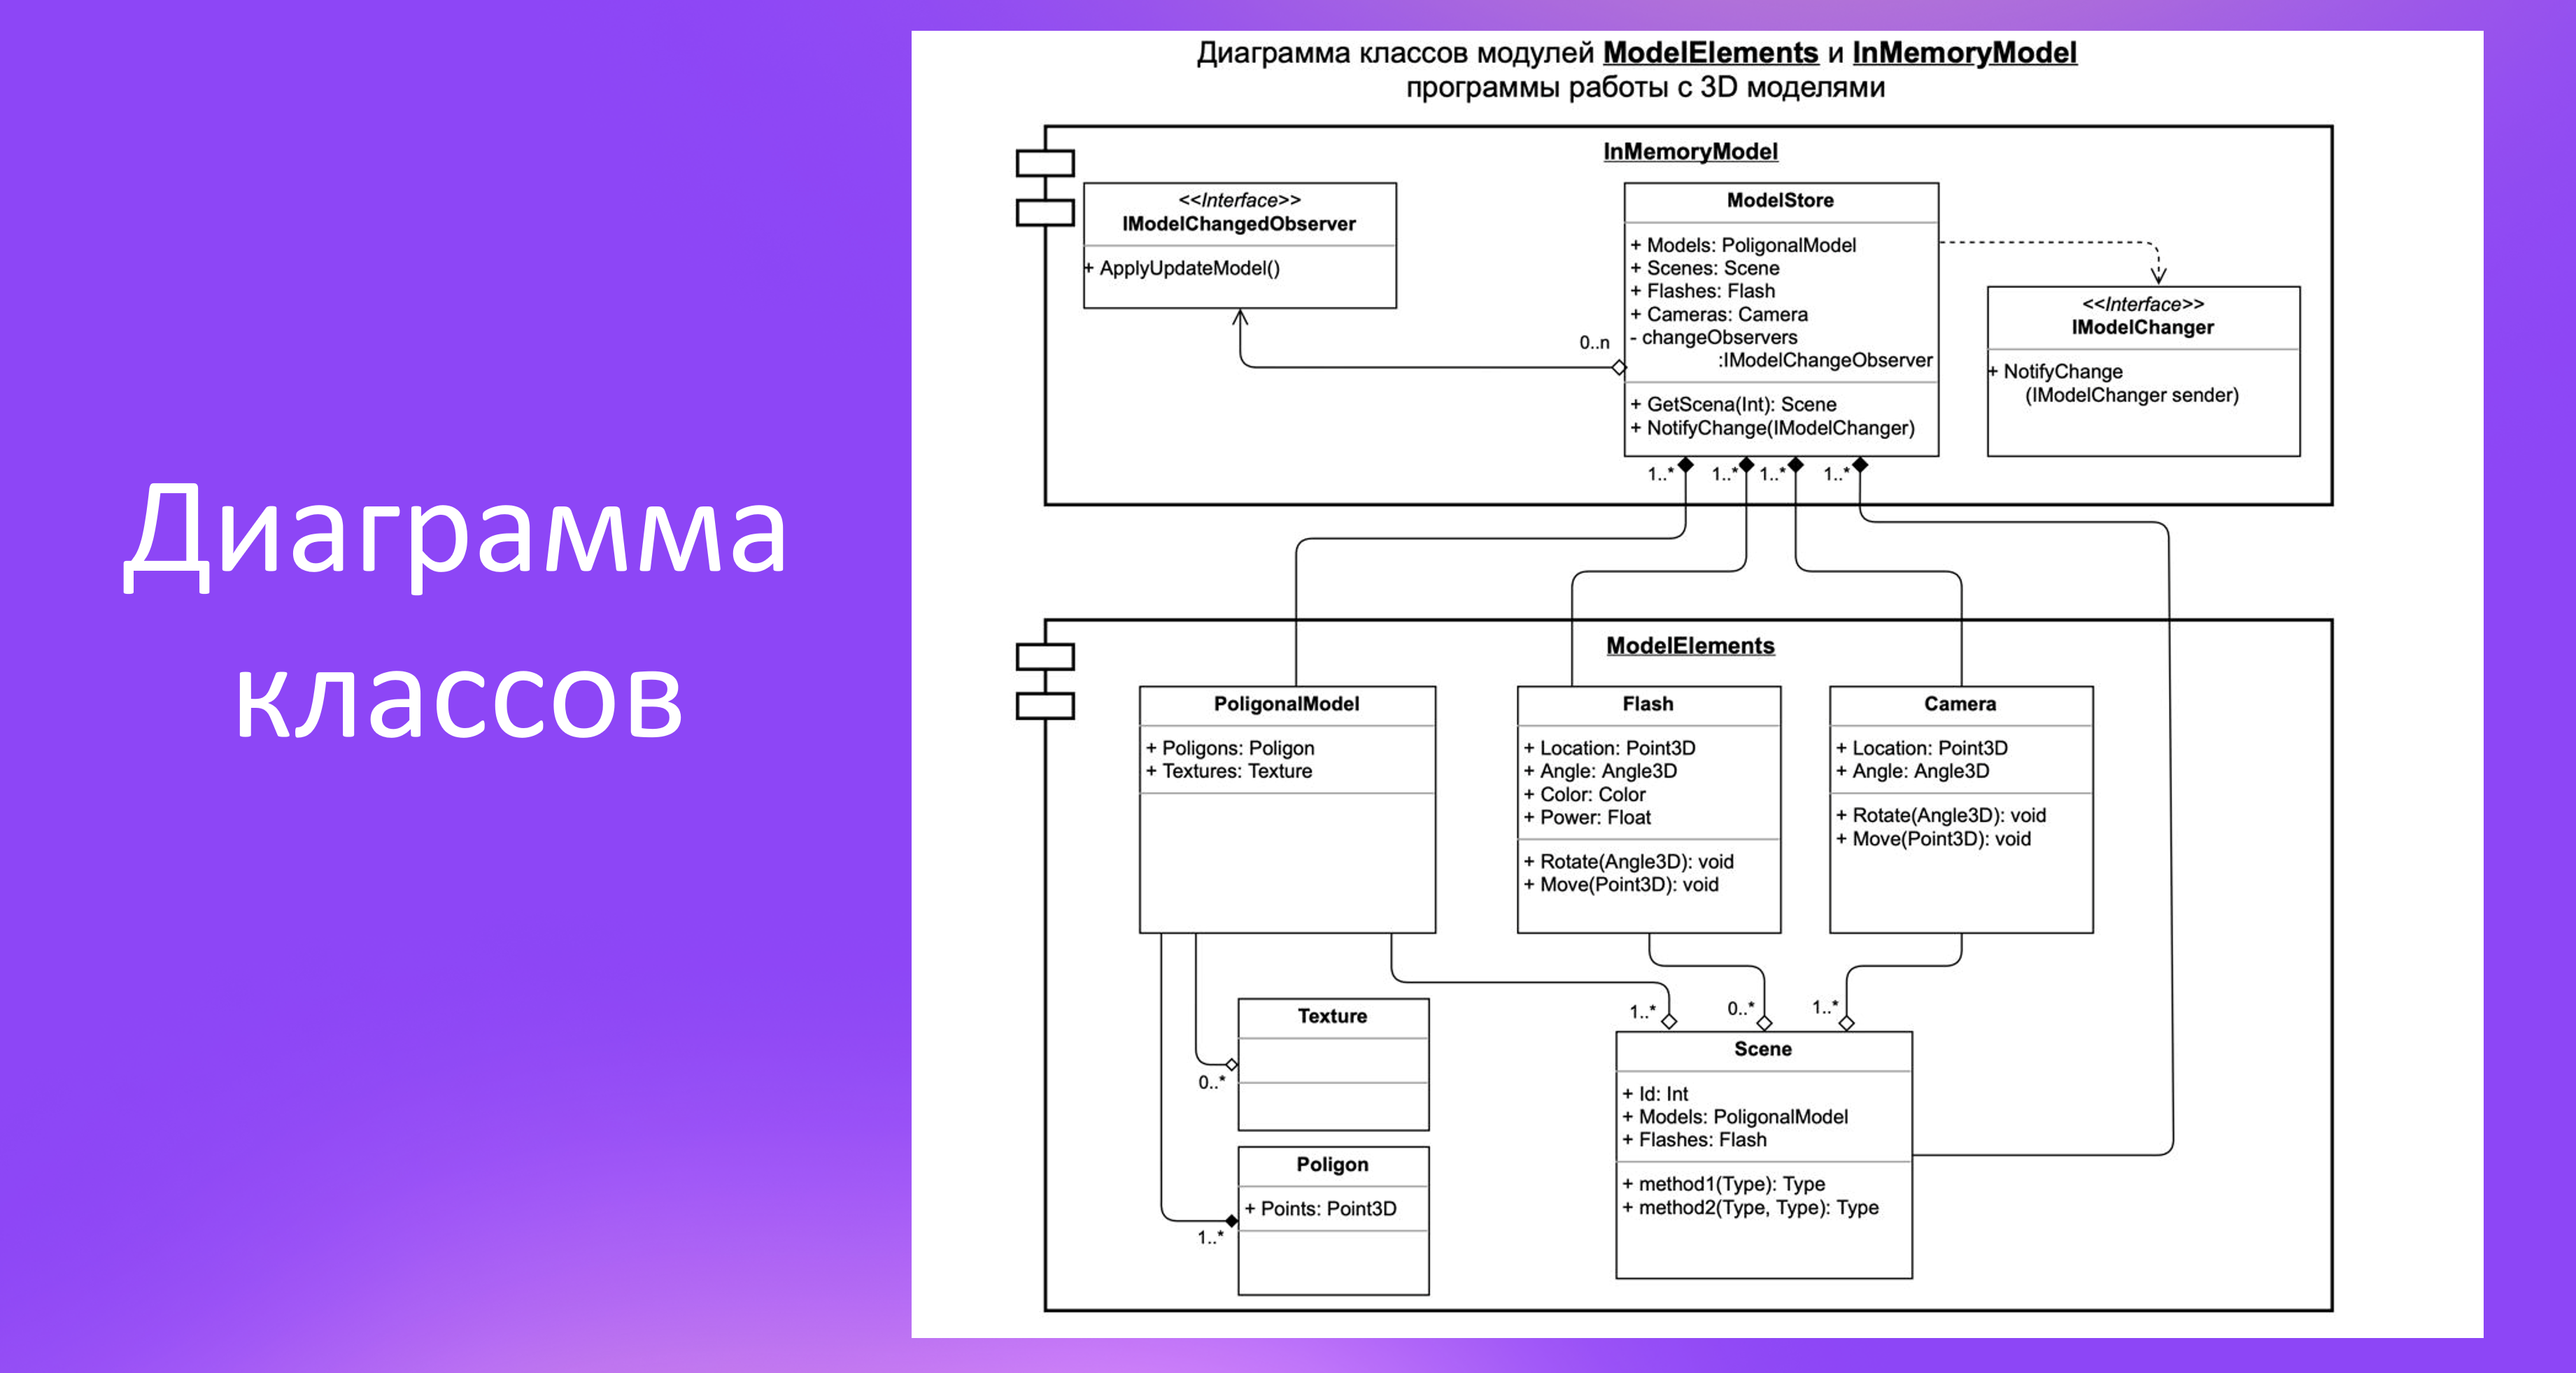 Диаграмма
классов
Диаграмма классов модулей ModelElements и InMemoryModel
программы работы с 3D моделями
InMemoryModel
<<Interface>>
IModelChangedObserver
+ ApplyUpdateModel()
ModelStore
+ Models: PoligonalModel
+ Scenes: Scene
+ Flashes: Flash
+ Cameras: Camera
- changeObservers
:IModelChangeObserver
+ GetScena(Int): Scene
+ NotifyChange(IModelChanger)
<<Interface>>
IModelChanger
+ NotifyChange
(IModelChanger sender)
0..n
1..* 1..* 1..* 1..*
ModelElements
PoligonalModel
+ Poligons: Poligon
+ Textures: Texture
Flash
+ Location: Point3D
+ Angle: Angle3D
+ Color: Color
+ Power: Float
+ Rotate(Angle3D): void
+ Move(Point3D): void
Camera
+ Location: Point3D
+ Angle: Angle3D
+ Rotate(Angle3D): void
+ Move(Point3D): void
Texture
0..*
Poligon
+ Points: Point3D
1..*
1..* 0..* 1..*
Scene
+ Id: Int
+ Models: PoligonalModel
+ Flashes: Flash
+ method1(Type): Type
+ method2(Type, Type): Type